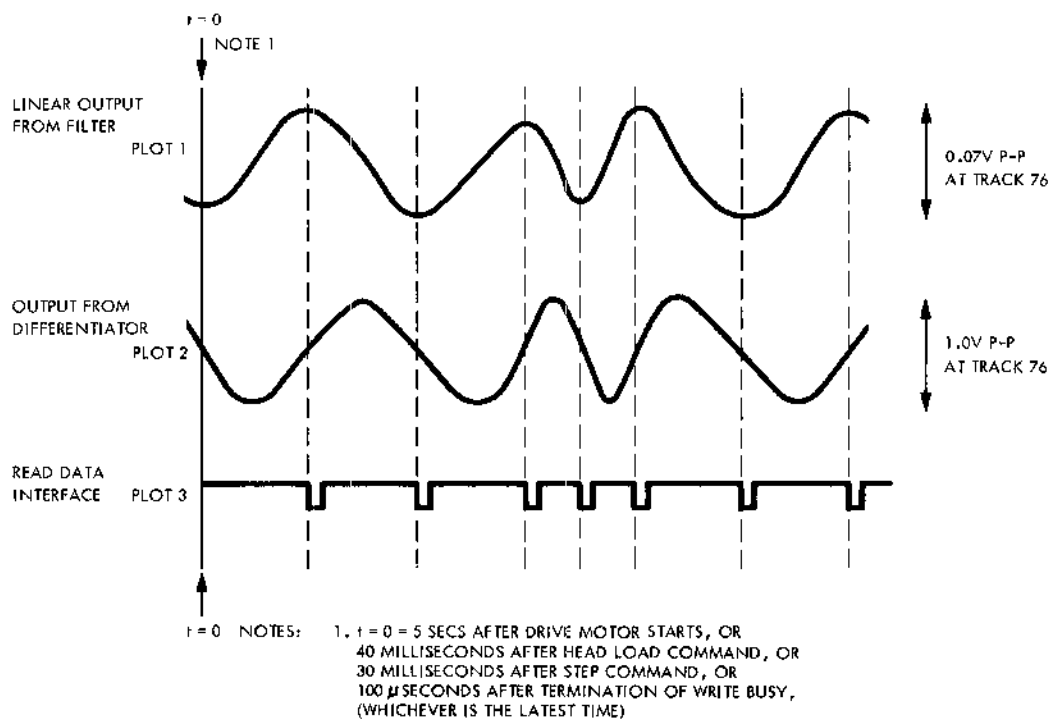 t = 0
NOTE 1
LINEAR OUTPUT
FROM FILTER
PLOT 1
0.07V P-P
AT TRACK 76
OUTPUT FROM
DIFFERENTIATOR
PLOT 2
1.0V P-P
AT TRACK 76
READ DATA
INTERFACE
PLOT 3
t = 0 NOTES: 1. t = 0 = 5 SECS AFTER DRIVE MOTOR STARTS, OR
40 MILLISECONDS AFTER HEAD LOAD COMMAND, OR
30 MILLISECONDS AFTER STEP COMMAND, OR
100 μSECONDS AFTER TERMINATION OF WRITE BUSY,
(WHICHEVER IS THE LATEST TIME)